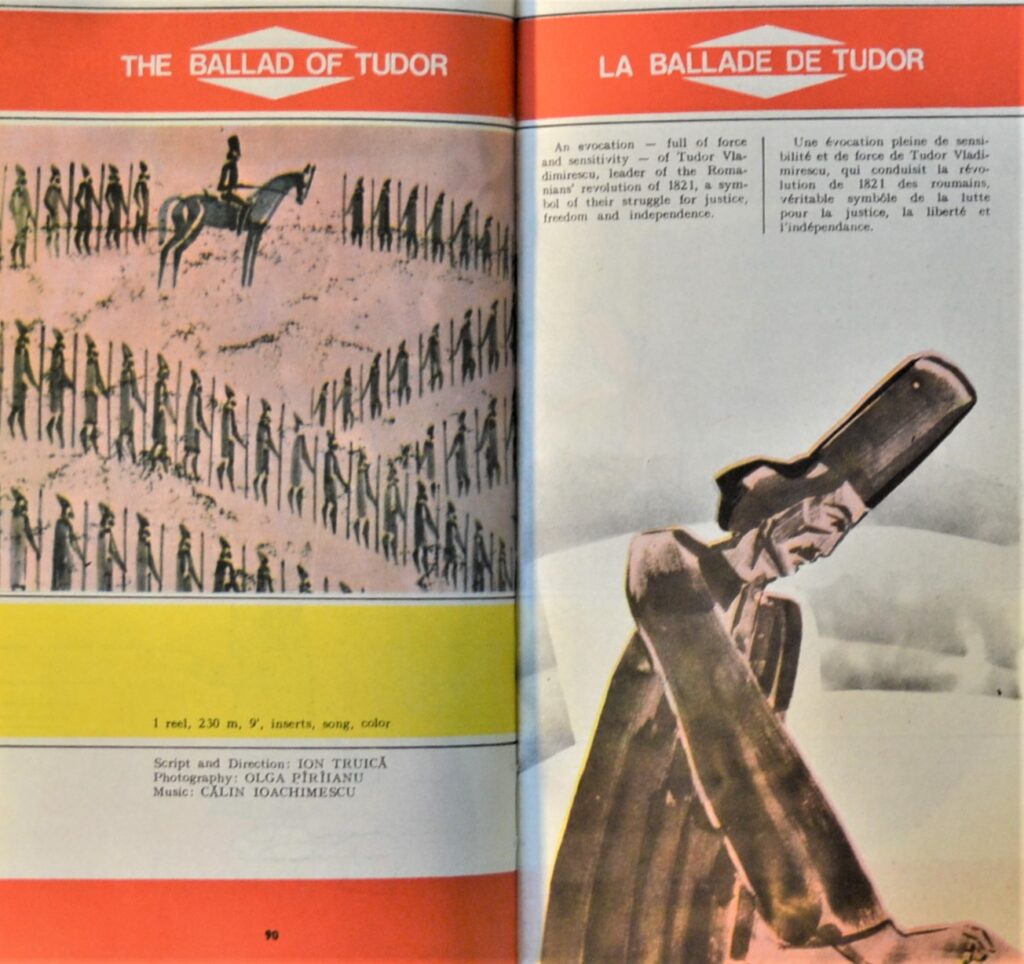 THE BALLAD OF TUDOR
1 reel, 230 m, 9', inserts, song, color
Script and Direction: ION TRUICĂ
Photography: OLGA PÎRÎIANU
Music: CĂLIN IOACHIMESCU
90
LA BALLADE DE TUDOR
An evocation — full of force
and sensitivity — of Tudor Vla-
dimirescu, leader of the Roma-
nians' revolution of 1821, a sym-
bol of their struggle for justice,
freedom and independence.
Une évocation pleine de sensi-
bilité et de force de Tudor Vladi-
mirescu, qui conduisit la révo-
lution de 1821 des roumains,
véritable symbôle de la lutte
pour la justice, la liberté et
l'indépendance.